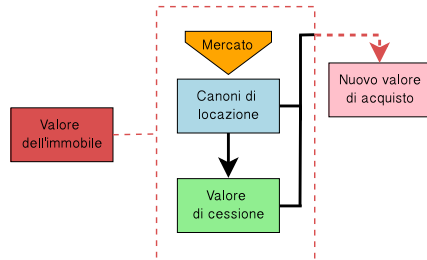 Mercato
Canoni di
locazione
Nuovo valore
di acquisto
Valore
dell'immobile
Valore
di cessione